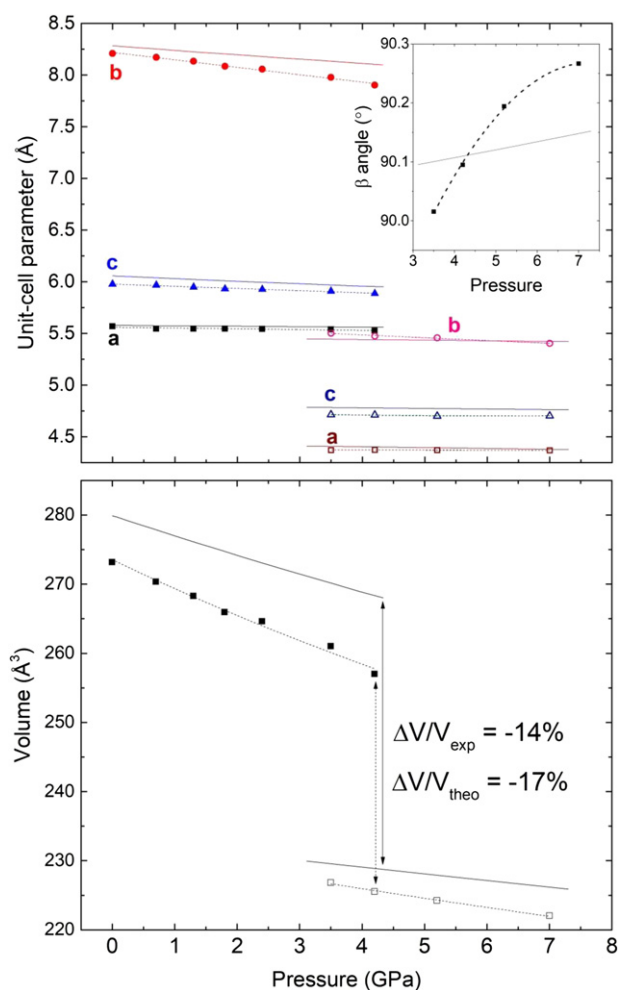 8.5
8.0
7.5
7.0
6.5
6.0
5.5
5.0
4.5
Unit-cell parameter (Å)
b
c
a
b
c
a
90.3
90.2
90.1
90.0
β angle (°)
3 4 5 6 7
Pressure
280
270
260
250
240
230
220
Volume (Å³)
ΔV/Vexp = -14%
ΔV/Vtheo = -17%
0 1 2 3 4 5 6 7 8
Pressure (GPa)